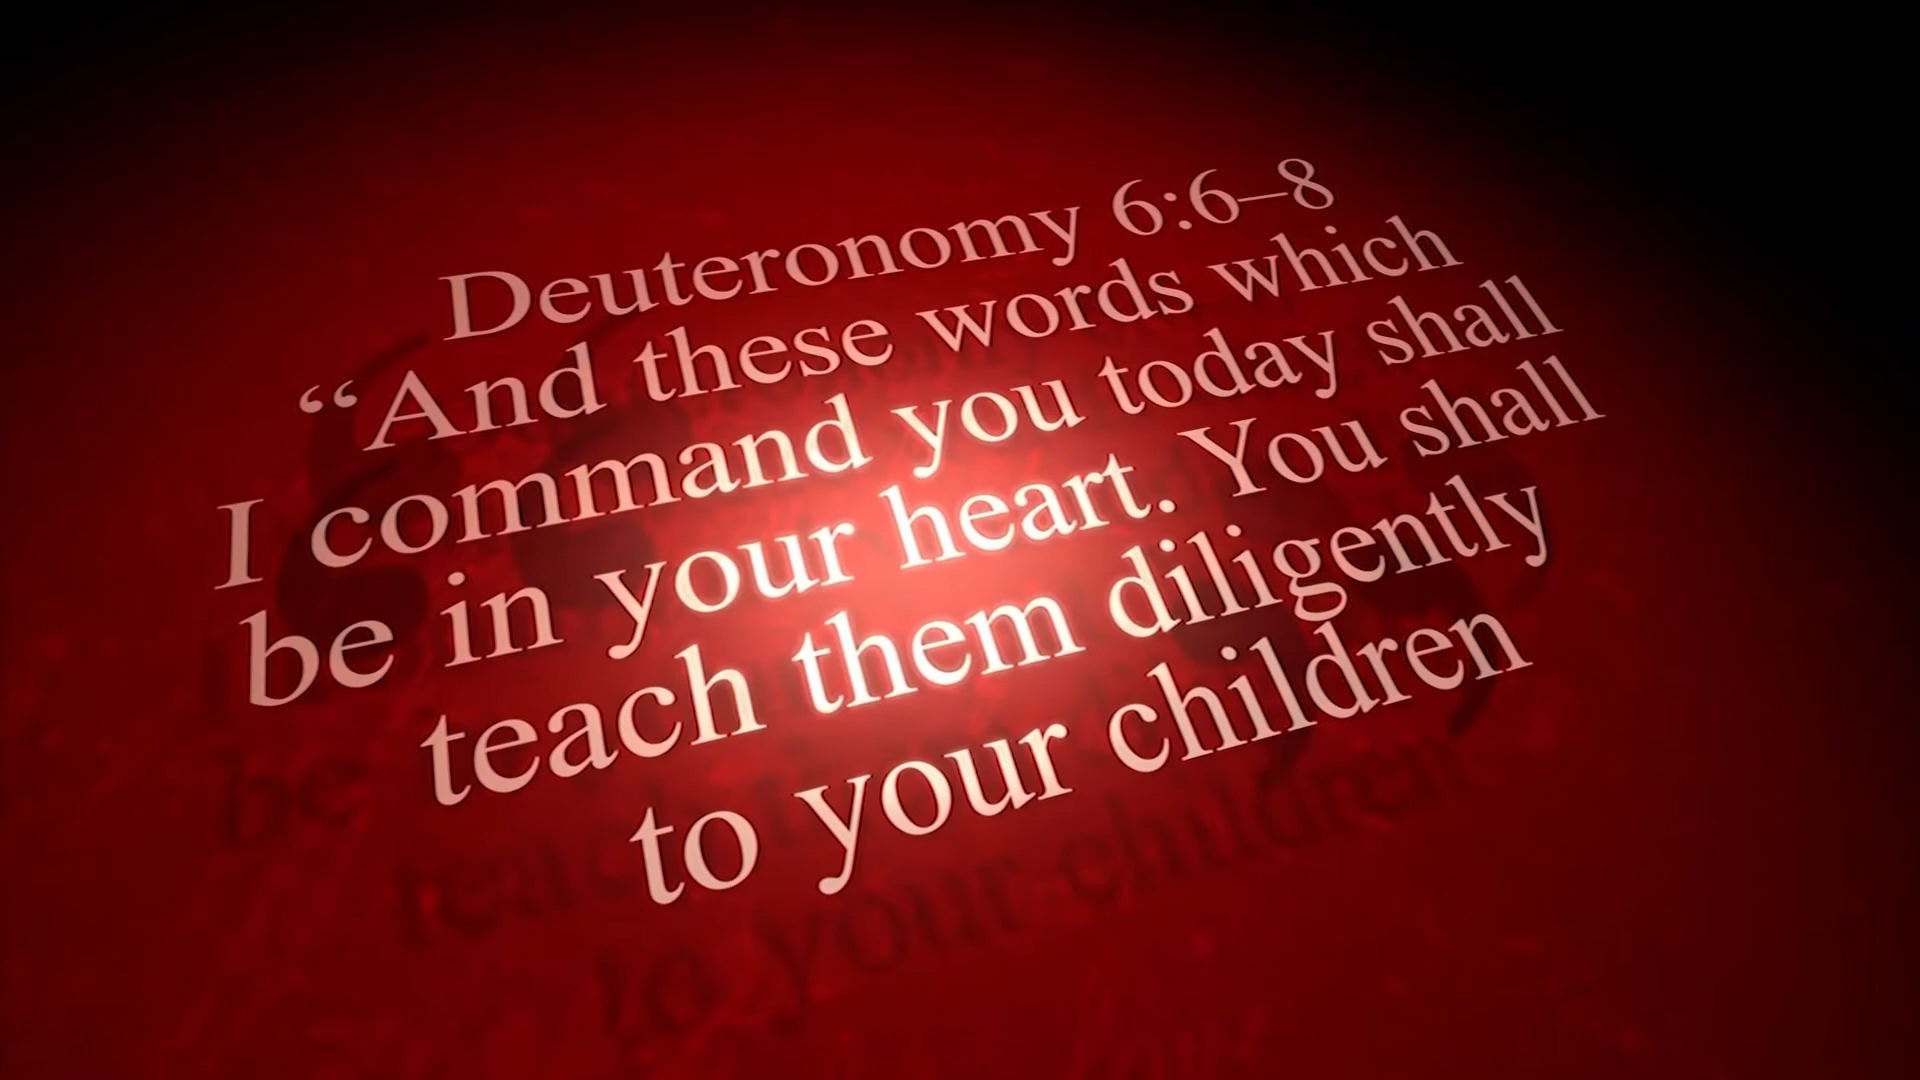 Deuteronomy 6:6–8
“And these words which
I command you today shall
be in your heart. You shall
teach them diligently
to your children